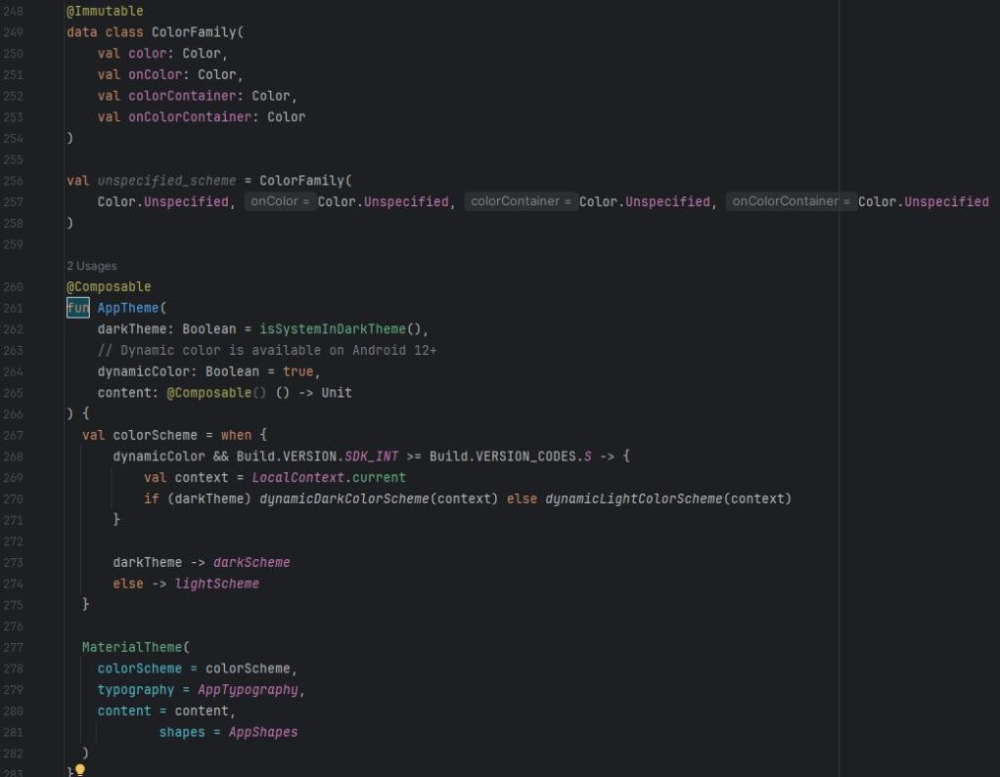 248 @Immutable
249 data class ColorFamily(
250     val color: Color,
251     val onColor: Color,
252     val colorContainer: Color,
253     val onColorContainer: Color
254 )
255
256 val unspecified_scheme = ColorFamily(
257     Color.Unspecified, onColor = Color.Unspecified, colorContainer = Color.Unspecified, onColorContainer = Color.Unspecified
258 )
259
2 Usages
260 @Composable
261 fun AppTheme(
262     darkTheme: Boolean = isSystemInDarkTheme(),
263     // Dynamic color is available on Android 12+
264     dynamicColor: Boolean = true,
265     content: @Composable() () -> Unit
266 ) {
267   val colorScheme = when {
268       dynamicColor && Build.VERSION.SDK_INT >= Build.VERSION_CODES.S -> {
269           val context = LocalContext.current
270           if (darkTheme) dynamicDarkColorScheme(context) else dynamicLightColorScheme(context)
271       }
272
273       darkTheme -> darkScheme
274       else -> lightScheme
275   }
276
277   MaterialTheme(
278     colorScheme = colorScheme,
279     typography = AppTypography,
280     content = content,
281             shapes = AppShapes
282   )
283 }